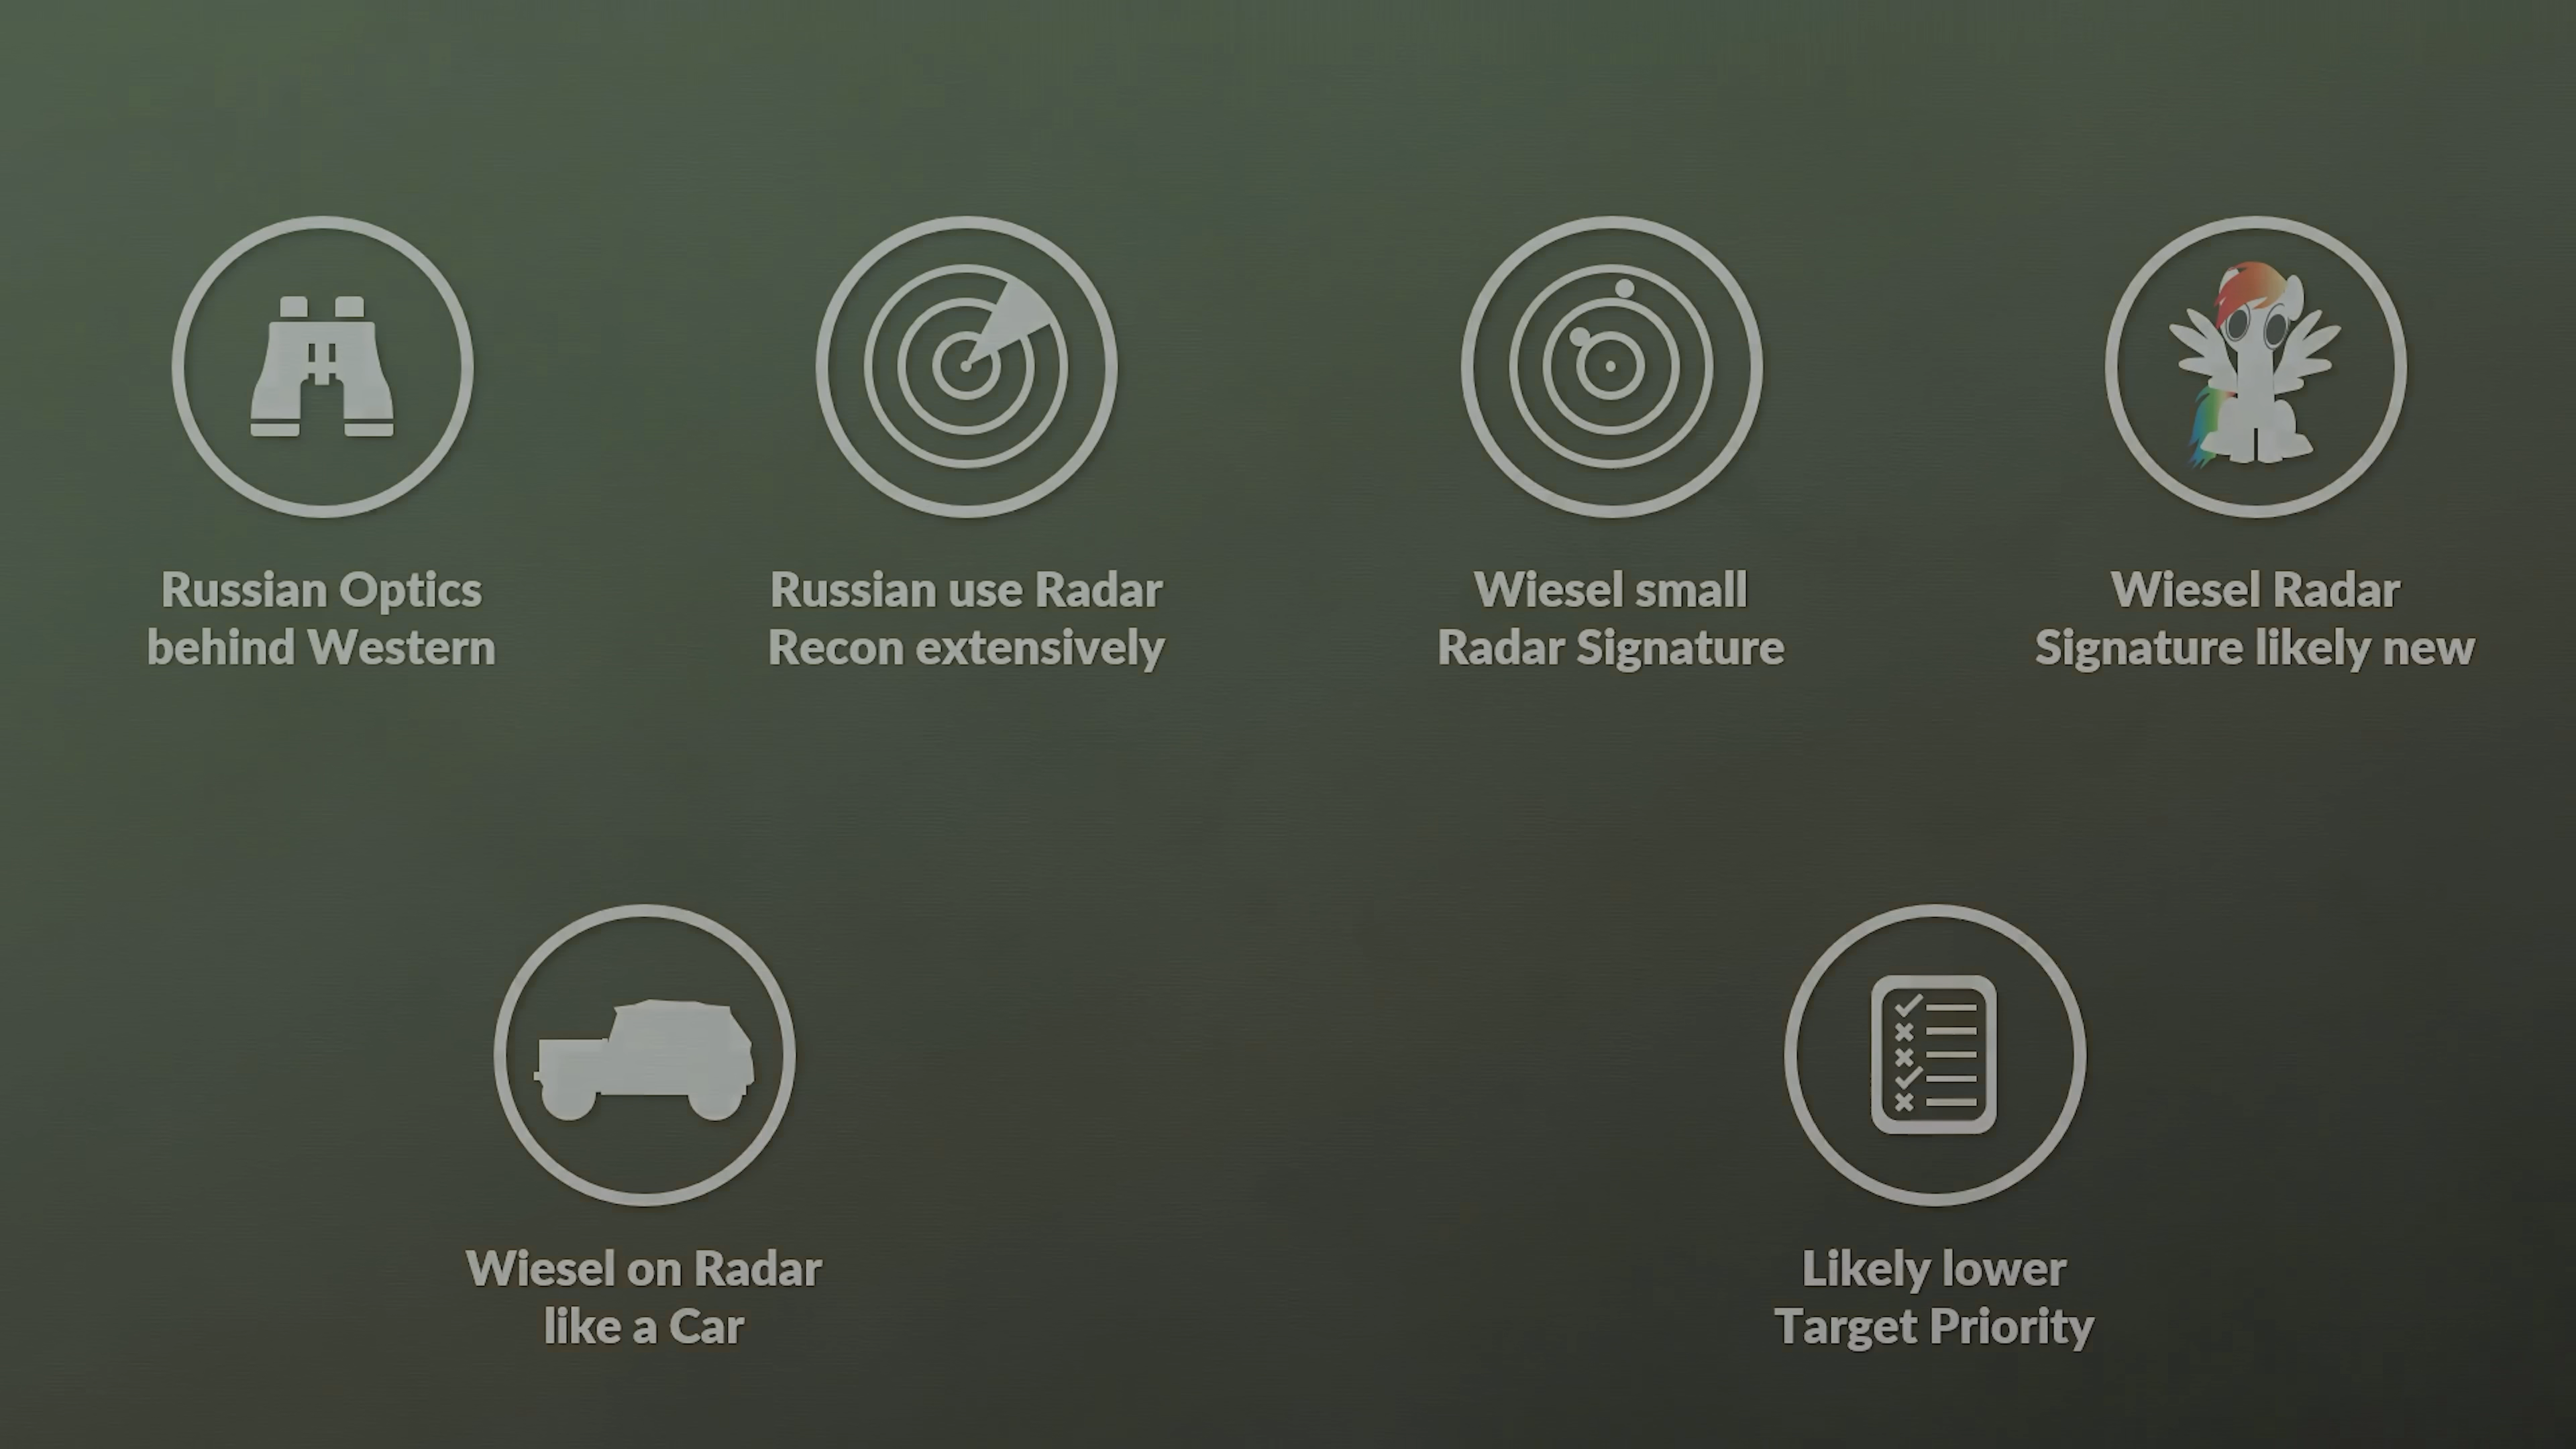 Russian Optics
behind Western
Russian use Radar
Recon extensively
Wiesel small
Radar Signature
Wiesel Radar
Signature likely new
Wiesel on Radar
like a Car
Likely lower
Target Priority